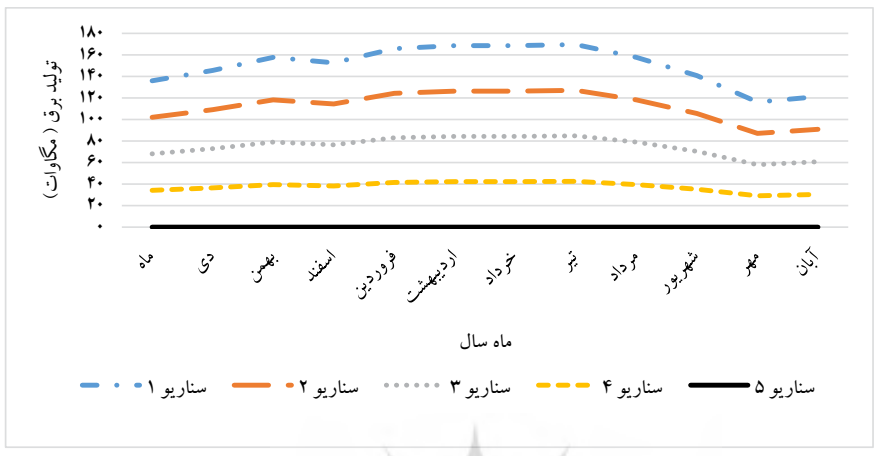 ۱۸۰
۱۶۰
۱۴۰
۱۲۰
۱۰۰
۸۰
۶۰
۴۰
۲۰
۰
تولید برق ( مگاوات)
ماه
دی
بهمن
اسفند
فروردین
اردیبهشت
خرداد
تیر
مرداد
شهریور
مهر
آبان
ماه سال
سناریو ۱
سناریو ۲
سناریو ۳
سناریو ۴
سناریو ۵